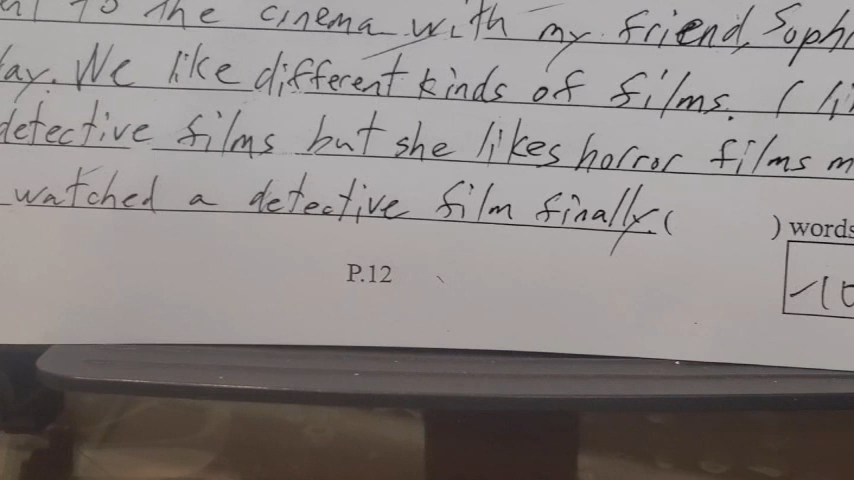 to the cinema with my friend, Soph
We like different kinds of films. I li
detective films but she likes horror films m
watched a detective film finally. (       ) words
P.12